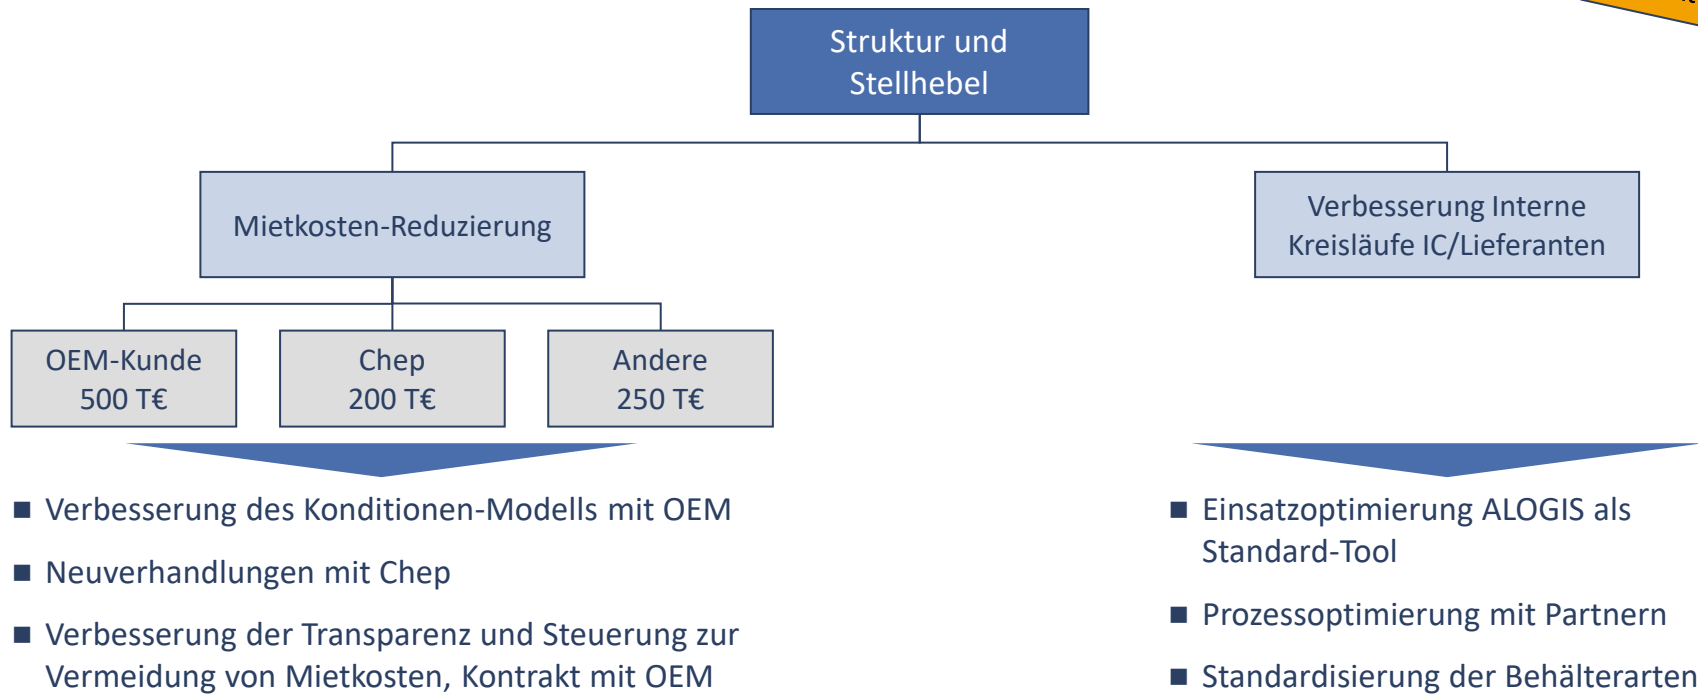 Struktur und
Stellhebel
Mietkosten-Reduzierung
Verbesserung Interne
Kreisläufe IC/Lieferanten
OEM-Kunde
500 T€
Chep
200 T€
Andere
250 T€
■ Verbesserung des Konditionen-Modells mit OEM
■ Neuverhandlungen mit Chep
■ Verbesserung der Transparenz und Steuerung zur
Vermeidung von Mietkosten, Kontrakt mit OEM
■ Einsatzoptimierung ALOGIS als
Standard-Tool
■ Prozessoptimierung mit Partnern
■ Standardisierung der Behälterarten